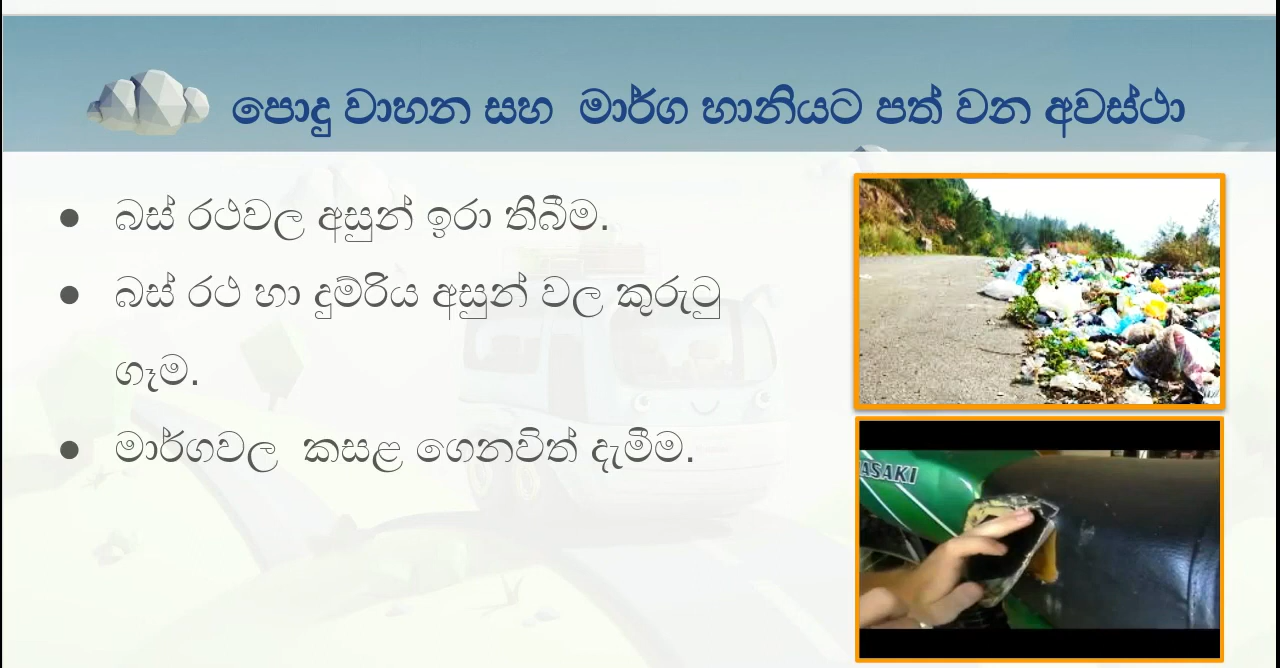 පොදු වාහන සහ මාර්ග හානියට පත් වන අවස්ථා
● බස් රථවල අසුන් ඉරා තිබීම.
● බස් රථ හා දුම්රිය අසුන් වල කුරුටු
ගෑම.
● මාර්ගවල කසළ ගෙනවිත් දැමීම.
ASAKI